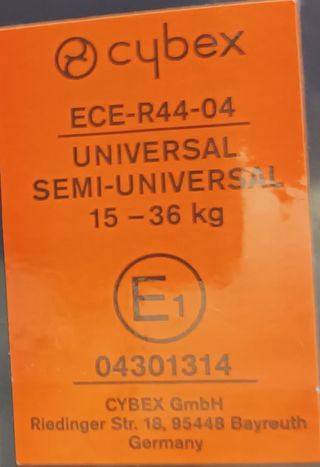 cybex
ECE-R44-04
UNIVERSAL
SEMI-UNIVERSAL
15 – 36 kg
E1
04301314
CYBEX GmbH
Riedinger Str. 18, 95448 Bayreuth
Germany